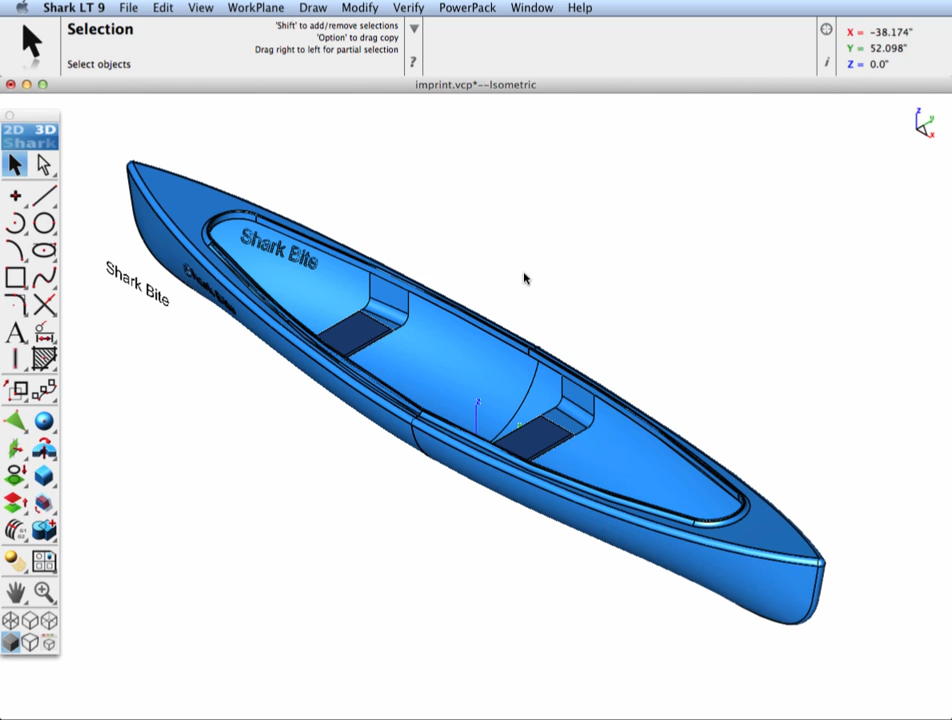 Shark LT 9 File Edit View WorkPlane Draw Modify Verify PowerPack Window Help
Selection
Select objects
'Shift' to add/remove selections
'Option' to drag copy
Drag right to left for partial selection
?
i
X = -38.174"
Y = 52.098"
Z = 0.0"
imprint.vcp*--Isometric
2D 3D
Shark
A
z
y
x
Shark Bite
Shark Bite
Shark Bite
z